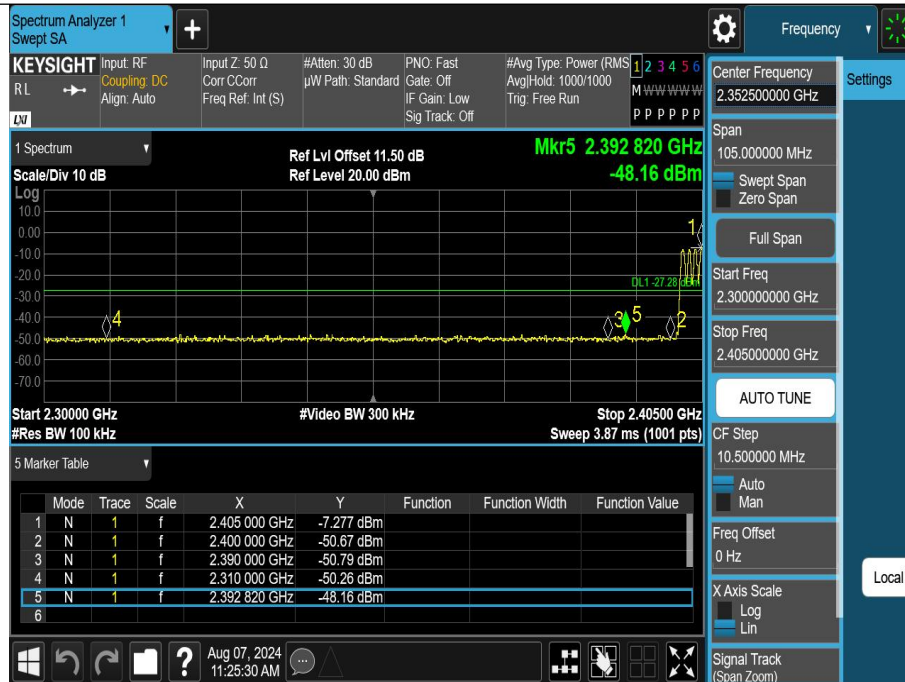 Spectrum Analyzer 1
Swept SA
+
Frequency
KEYSIGHT
RL
LXI
Input: RF
Coupling: DC
Align: Auto
Input Z: 50 Ω
Corr CCorr
Freq Ref: Int (S)
#Atten: 30 dB
µW Path: Standard
PNO: Fast
Gate: Off
IF Gain: Low
Sig Track: Off
#Avg Type: Power (RMS
Avg|Hold: 1000/1000
Trig: Free Run
1 2 3 4 5 6
M W W W W W
P P P P P P
1 Spectrum
Scale/Div 10 dB
Ref Lvl Offset 11.50 dB
Ref Level 20.00 dBm
Mkr5 2.392 820 GHz
-48.16 dBm
Log
10.0
0.00
-10.0
-20.0
-30.0
-40.0
-50.0
-60.0
-70.0
1
DL1 -27.28 dBm
4
3
5
2
Start 2.30000 GHz
#Video BW 300 kHz
Stop 2.40500 GHz
#Res BW 100 kHz
Sweep 3.87 ms (1001 pts)
5 Marker Table
Mode Trace Scale X Y Function Function Width Function Value
1 N 1 f 2.405 000 GHz -7.277 dBm
2 N 1 f 2.400 000 GHz -50.67 dBm
3 N 1 f 2.390 000 GHz -50.79 dBm
4 N 1 f 2.310 000 GHz -50.26 dBm
5 N 1 f 2.392 820 GHz -48.16 dBm
6
?
Aug 07, 2024
11:25:30 AM
Center Frequency
2.352500000 GHz
Settings
Span
105.000000 MHz
Swept Span
Zero Span
Full Span
Start Freq
2.300000000 GHz
Stop Freq
2.405000000 GHz
AUTO TUNE
CF Step
10.500000 MHz
Auto
Man
Freq Offset
0 Hz
Local
X Axis Scale
Log
Lin
Signal Track
(Span Zoom)